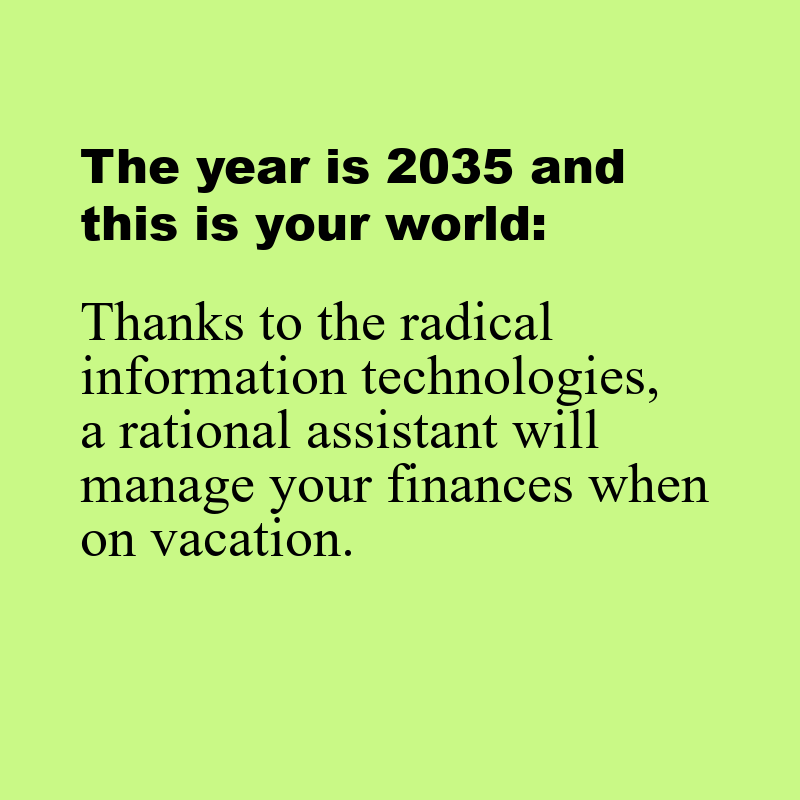 The year is 2035 and
this is your world:
Thanks to the radical
information technologies,
a rational assistant will
manage your finances when
on vacation.